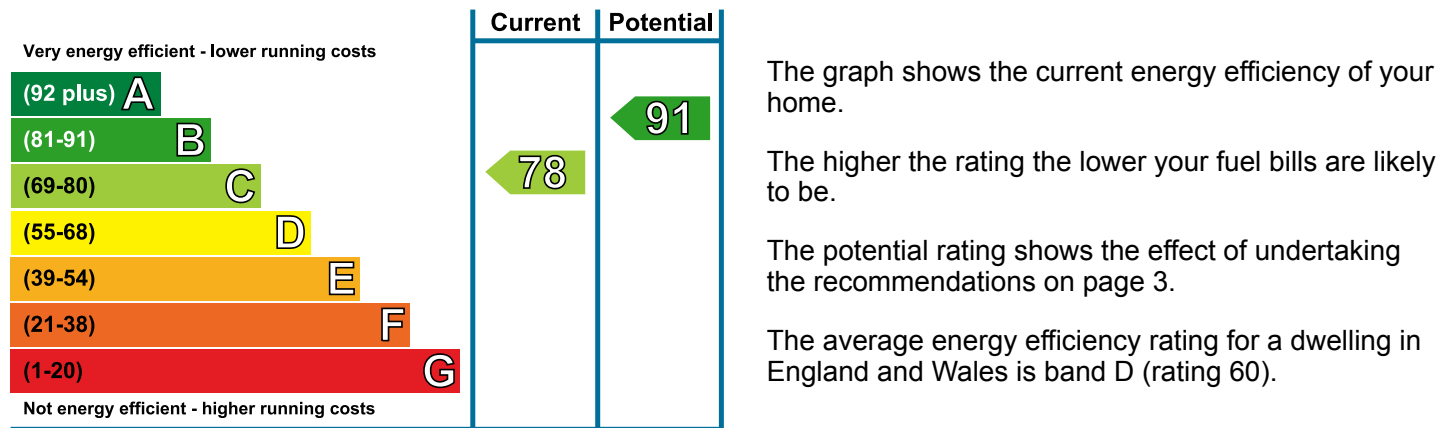 Current Potential
Very energy efficient - lower running costs
(92 plus) A
(81-91) B
(69-80) C
(55-68) D
(39-54) E
(21-38) F
(1-20) G
Not energy efficient - higher running costs
78
91
The graph shows the current energy efficiency of your
home.
The higher the rating the lower your fuel bills are likely
to be.
The potential rating shows the effect of undertaking
the recommendations on page 3.
The average energy efficiency rating for a dwelling in
England and Wales is band D (rating 60).